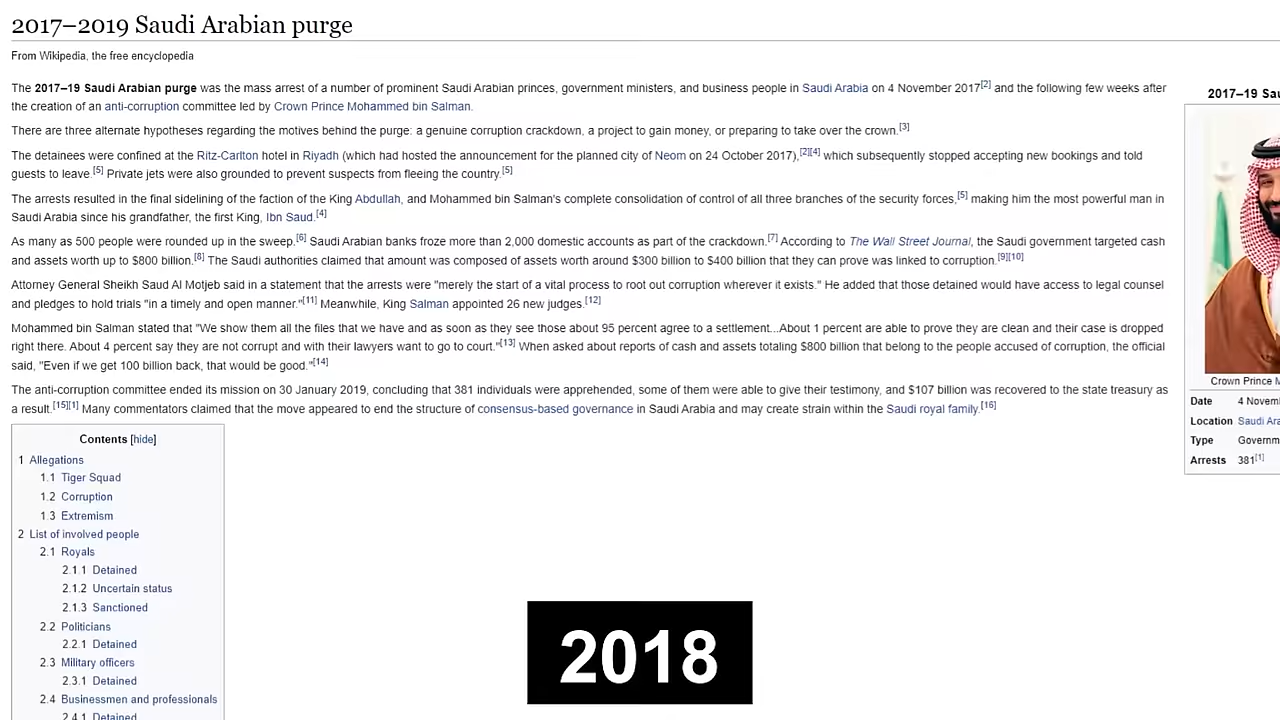 2017–2019 Saudi Arabian purge
From Wikipedia, the free encyclopedia
The 2017–19 Saudi Arabian purge was the mass arrest of a number of prominent Saudi Arabian princes, government ministers, and business people in Saudi Arabia on 4 November 2017[2] and the following few weeks after
the creation of an anti-corruption committee led by Crown Prince Mohammed bin Salman.
There are three alternate hypotheses regarding the motives behind the purge: a genuine corruption crackdown, a project to gain money, or preparing to take over the crown.[3]
The detainees were confined at the Ritz-Carlton hotel in Riyadh (which had hosted the announcement for the planned city of Neom on 24 October 2017),[2][4] which subsequently stopped accepting new bookings and told
guests to leave.[5] Private jets were also grounded to prevent suspects from fleeing the country.[5]
The arrests resulted in the final sidelining of the faction of the King Abdullah, and Mohammed bin Salman's complete consolidation of control of all three branches of the security forces,[5] making him the most powerful man in
Saudi Arabia since his grandfather, the first King, Ibn Saud.[4]
As many as 500 people were rounded up in the sweep.[6] Saudi Arabian banks froze more than 2,000 domestic accounts as part of the crackdown.[7] According to The Wall Street Journal, the Saudi government targeted cash
and assets worth up to $800 billion.[8] The Saudi authorities claimed that amount was composed of assets worth around $300 billion to $400 billion that they can prove was linked to corruption.[9][10]
Attorney General Sheikh Saud Al Motjeb said in a statement that the arrests were "merely the start of a vital process to root out corruption wherever it exists." He added that those detained would have access to legal counsel
and pledges to hold trials "in a timely and open manner."[11] Meanwhile, King Salman appointed 26 new judges.[12]
Mohammed bin Salman stated that "We show them all the files that we have and as soon as they see those about 95 percent agree to a settlement...About 1 percent are able to prove they are clean and their case is dropped
right there. About 4 percent say they are not corrupt and with their lawyers want to go to court."[13] When asked about reports of cash and assets totaling $800 billion that belong to the people accused of corruption, the official
said, "Even if we get 100 billion back, that would be good."[14]
The anti-corruption committee ended its mission on 30 January 2019, concluding that 381 individuals were apprehended, some of them were able to give their testimony, and $107 billion was recovered to the state treasury as
a result.[15][1] Many commentators claimed that the move appeared to end the structure of consensus-based governance in Saudi Arabia and may create strain within the Saudi royal family.[16]
2017–19 Sau
Crown Prince M
Date 4 Novem
Location Saudi Ara
Type Governm
Arrests 381[1]
Contents [hide]
1 Allegations
1.1 Tiger Squad
1.2 Corruption
1.3 Extremism
2 List of involved people
2.1 Royals
2.1.1 Detained
2.1.2 Uncertain status
2.1.3 Sanctioned
2.2 Politicians
2.2.1 Detained
2.3 Military officers
2.3.1 Detained
2.4 Businessmen and professionals
2.4.1 Detained
2018